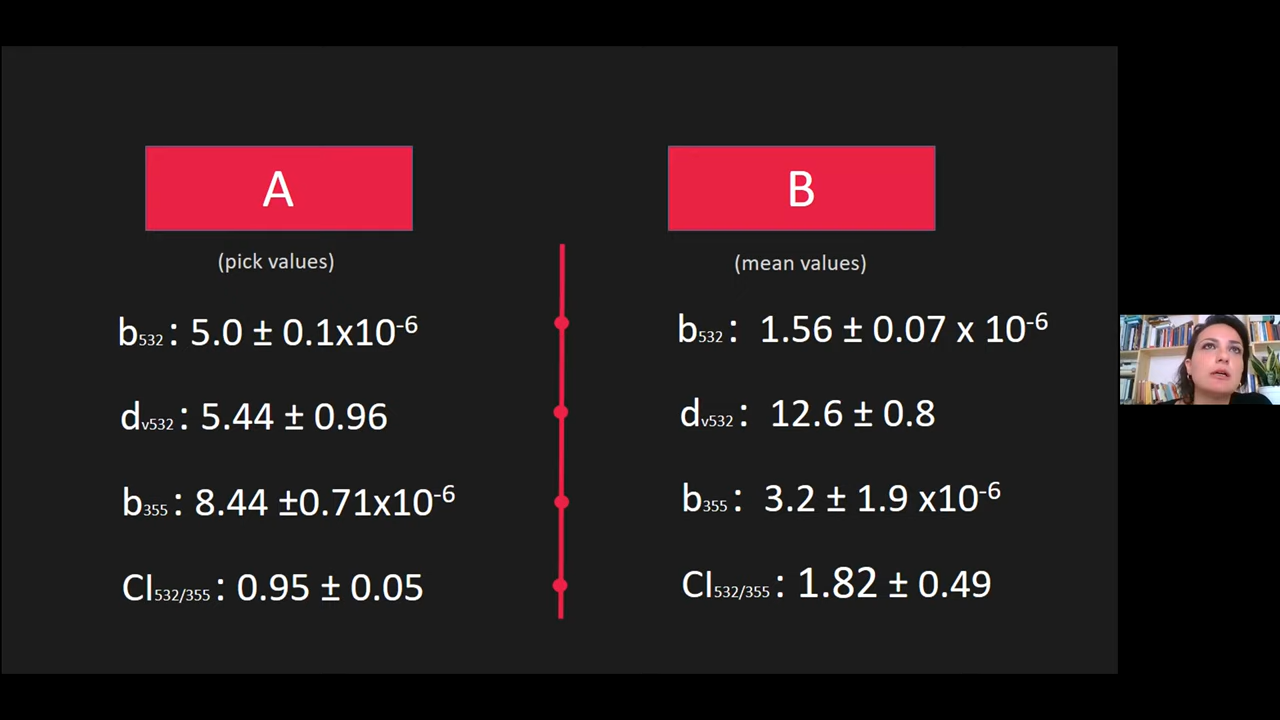 A
(pick values)
b532 : 5.0 ± 0.1x10-6
dv532 : 5.44 ± 0.96
b355 : 8.44 ±0.71x10-6
CI532/355 : 0.95 ± 0.05
B
(mean values)
b532 : 1.56 ± 0.07 x 10-6
dv532 : 12.6 ± 0.8
b355 : 3.2 ± 1.9 x10-6
CI532/355 : 1.82 ± 0.49